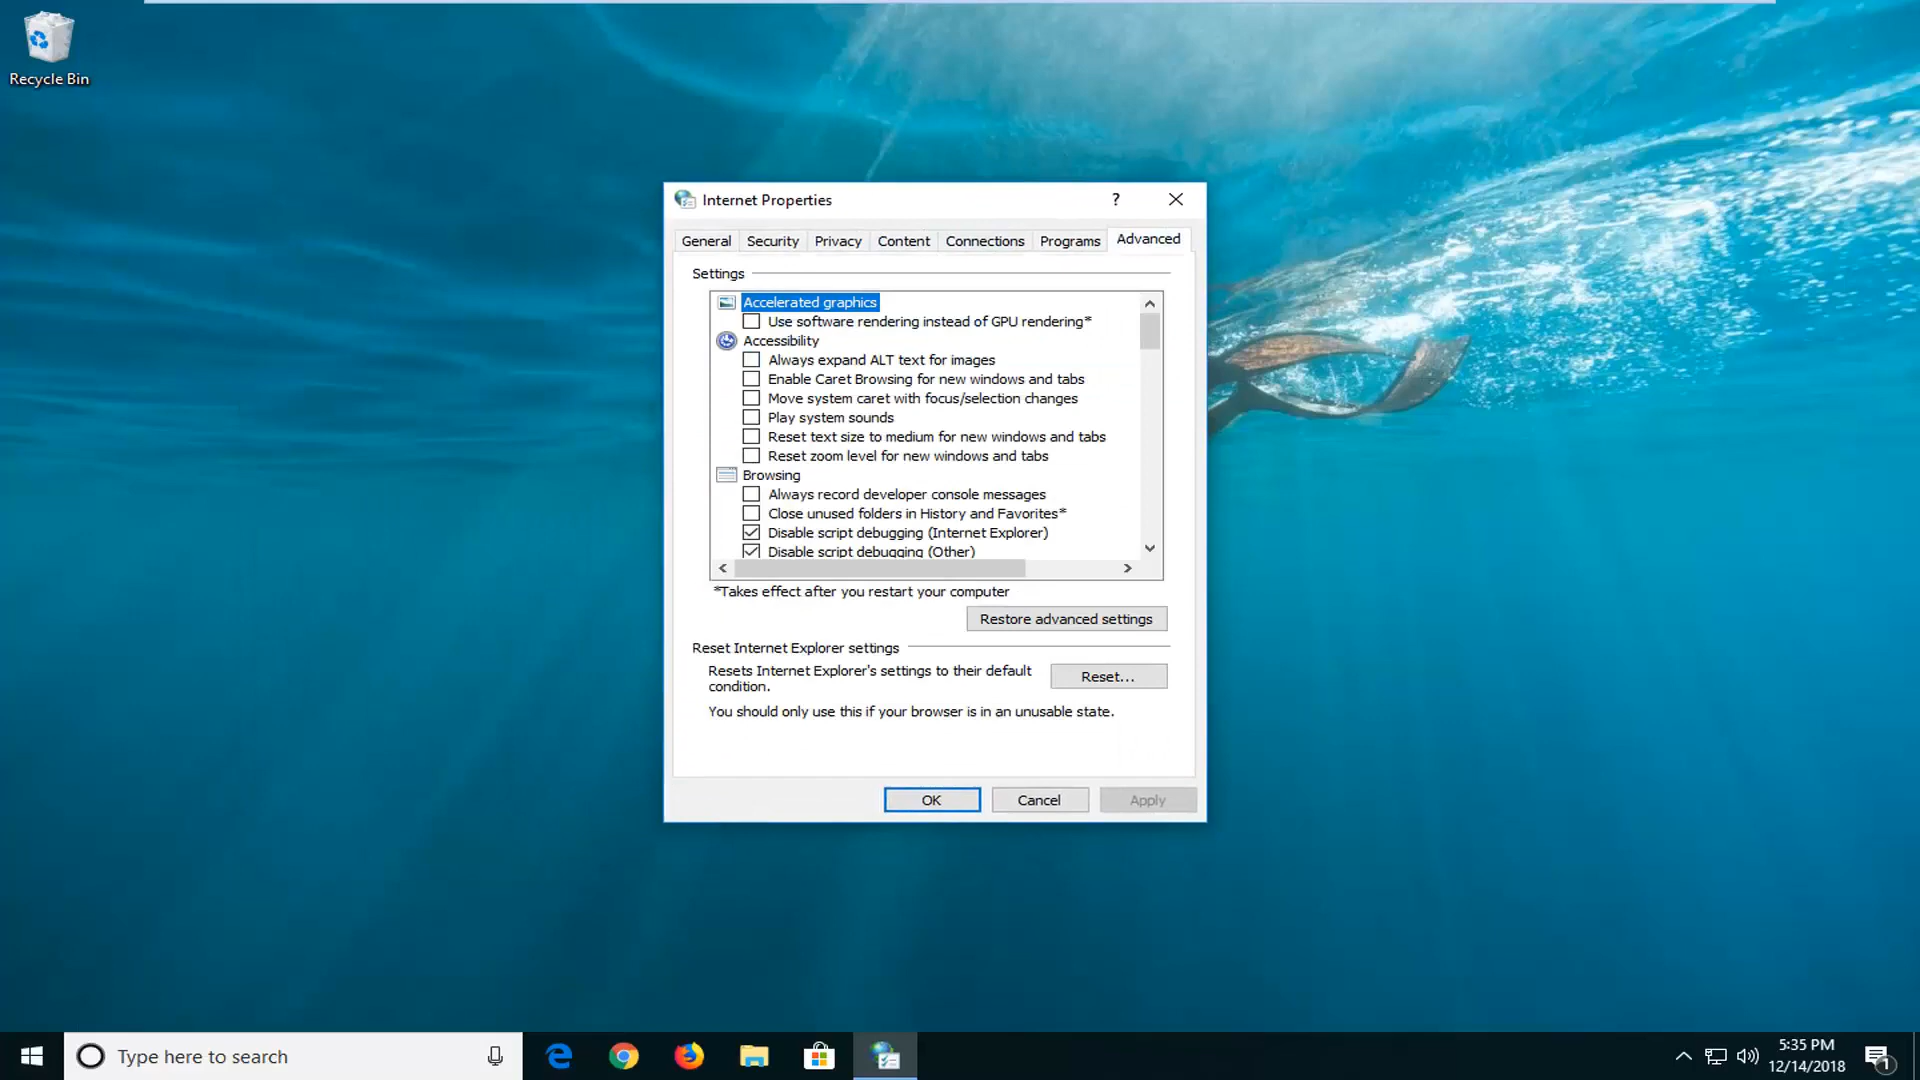 Recycle Bin
Internet Properties
?
General Security Privacy Content Connections Programs Advanced
Settings
Accelerated graphics
Use software rendering instead of GPU rendering*
Accessibility
Always expand ALT text for images
Enable Caret Browsing for new windows and tabs
Move system caret with focus/selection changes
Play system sounds
Reset text size to medium for new windows and tabs
Reset zoom level for new windows and tabs
Browsing
Always record developer console messages
Close unused folders in History and Favorites*
Disable script debugging (Internet Explorer)
Disable script debugging (Other)
*Takes effect after you restart your computer
Restore advanced settings
Reset Internet Explorer settings
Resets Internet Explorer's settings to their default
condition.
Reset...
You should only use this if your browser is in an unusable state.
OK Cancel Apply
Type here to search
5:35 PM
12/14/2018
1